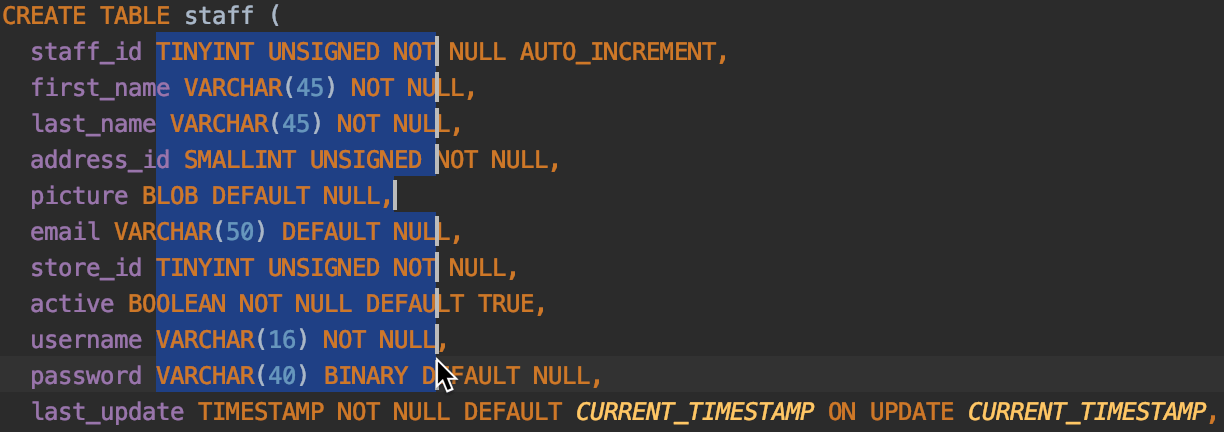 CREATE TABLE staff (
staff_id TINYINT UNSIGNED NOT NULL AUTO_INCREMENT,
first_name VARCHAR(45) NOT NULL,
last_name VARCHAR(45) NOT NULL,
address_id SMALLINT UNSIGNED NOT NULL,
picture BLOB DEFAULT NULL,
email VARCHAR(50) DEFAULT NULL,
store_id TINYINT UNSIGNED NOT NULL,
active BOOLEAN NOT NULL DEFAULT TRUE,
username VARCHAR(16) NOT NULL,
password VARCHAR(40) BINARY DEFAULT NULL,
last_update TIMESTAMP NOT NULL DEFAULT CURRENT_TIMESTAMP ON UPDATE CURRENT_TIMESTAMP,